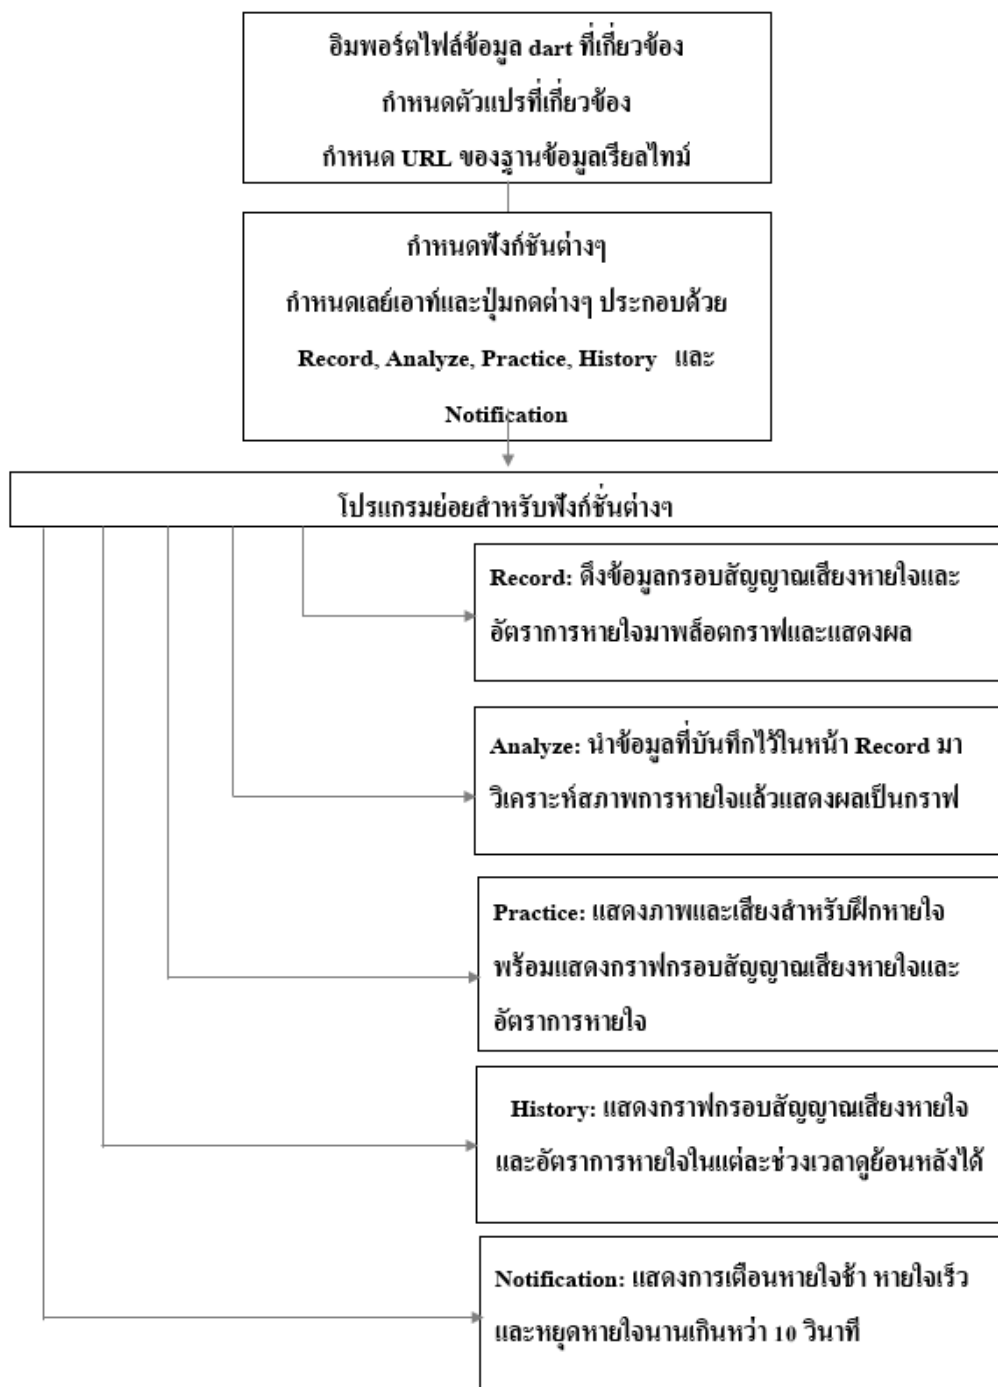 อิมพอร์ตไฟล์ข้อมูล dart ที่เกี่ยวข้อง
กำหนดตัวแปรที่เกี่ยวข้อง
กำหนด URL ของฐานข้อมูลเรียลไทม์
กำหนดฟังก์ชันต่างๆ
กำหนดเลย์เอาท์และปุ่มกดต่างๆ ประกอบด้วย
Record, Analyze, Practice, History และ
Notification
โปรแกรมย่อยสำหรับฟังก์ชั่นต่างๆ
Record: ดึงข้อมูลกรอบสัญญาณเสียงหายใจและ
อัตราการหายใจมาพล็อตกราฟและแสดงผล
Analyze: นำข้อมูลที่บันทึกไว้ในหน้า Record มา
วิเคราะห์สภาพการหายใจแล้วแสดงผลเป็นกราฟ
Practice: แสดงภาพและเสียงสำหรับฝึกหายใจ
พร้อมแสดงกราฟกรอบสัญญาณเสียงหายใจและ
อัตราการหายใจ
History: แสดงกราฟกรอบสัญญาณเสียงหายใจ
และอัตราการหายใจในแต่ละช่วงเวลาดูย้อนหลังได้
Notification: แสดงการเตือนหายใจช้า หายใจเร็ว
และหยุดหายใจนานเกินหว่า 10 วินาที